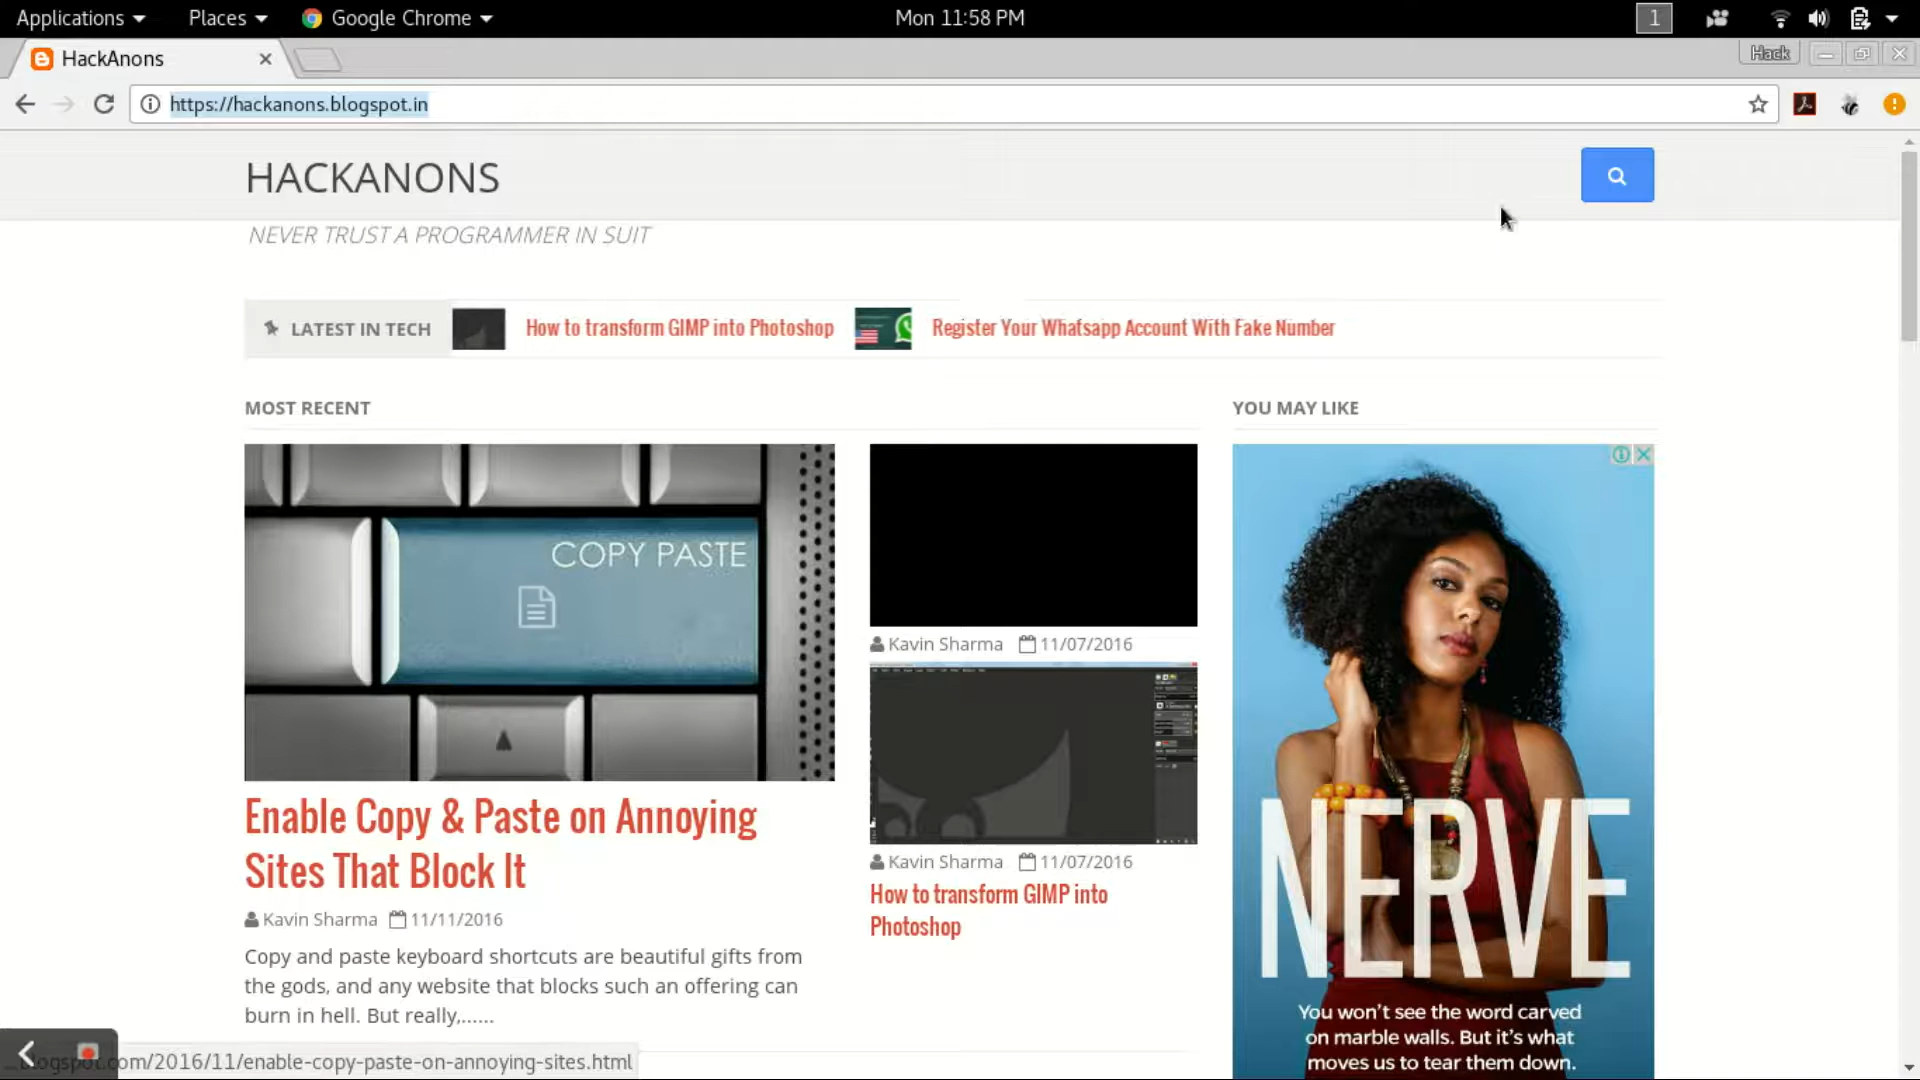 Applications Places Google Chrome Mon 11:58 PM 1
HackAnons Hack
https://hackanons.blogspot.in
HACKANONS
NEVER TRUST A PROGRAMMER IN SUIT
LATEST IN TECH How to transform GIMP into Photoshop Register Your Whatsapp Account With Fake Number
MOST RECENT
YOU MAY LIKE
COPY PASTE
Enable Copy & Paste on Annoying
Sites That Block It
Kavin Sharma 11/11/2016
Copy and paste keyboard shortcuts are beautiful gifts from
the gods, and any website that blocks such an offering can
burn in hell. But really,......
Kavin Sharma 11/07/2016
Kavin Sharma 11/07/2016
How to transform GIMP into
Photoshop
NERVE
You won't see the word carved
on marble walls. But it's what
moves us to tear them down.
blogspot.com/2016/11/enable-copy-paste-on-annoying-sites.html